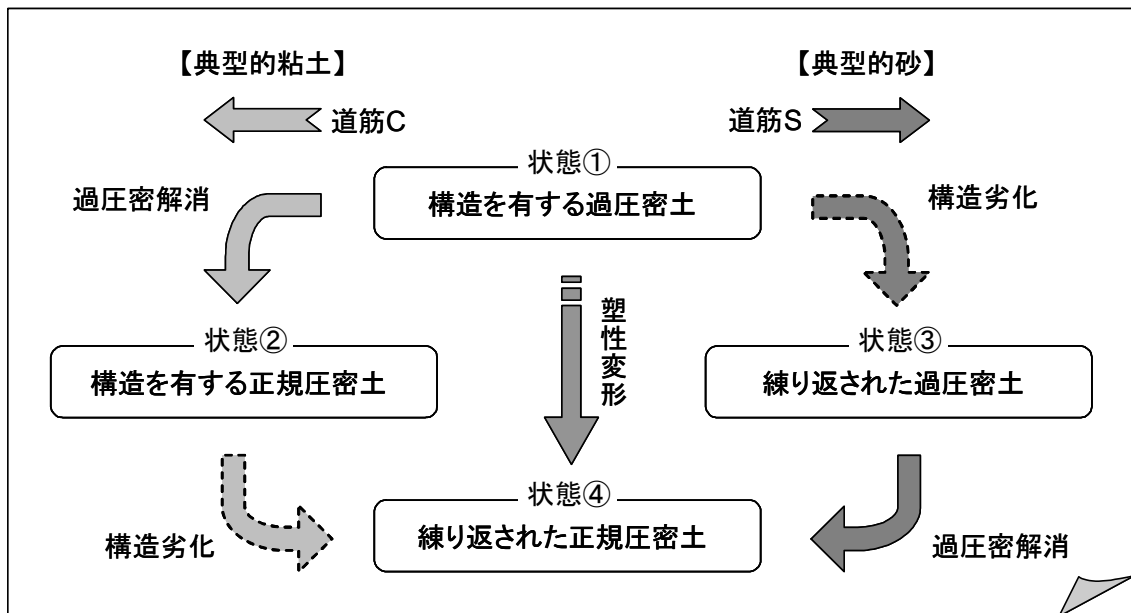 【典型的粘土】
【典型的砂】
道筋C
道筋S
状態①
構造を有する過圧密土
過圧密解消
構造劣化
塑性変形
状態②
構造を有する正規圧密土
状態③
練り返された過圧密土
状態④
練り返された正規圧密土
構造劣化
過圧密解消